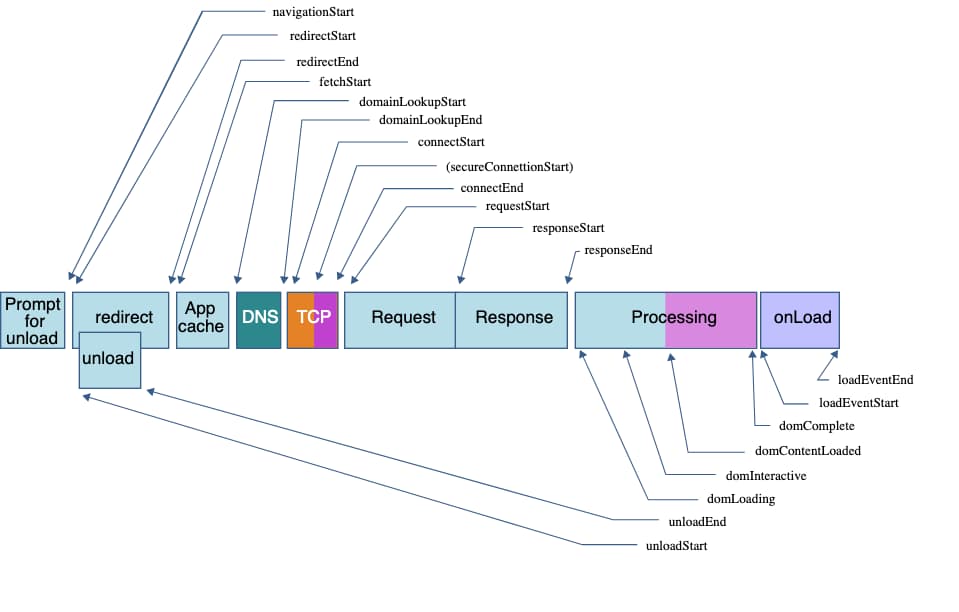 navigationStart
redirectStart
redirectEnd
fetchStart
domainLookupStart
domainLookupEnd
connectStart
(secureConnettionStart)
connectEnd
requestStart
responseStart
responseEnd
Prompt
for
unload
redirect
unload
App
cache
DNS
TCP
Request
Response
Processing
onLoad
loadEventEnd
loadEventStart
domComplete
domContentLoaded
domInteractive
domLoading
unloadEnd
unloadStart